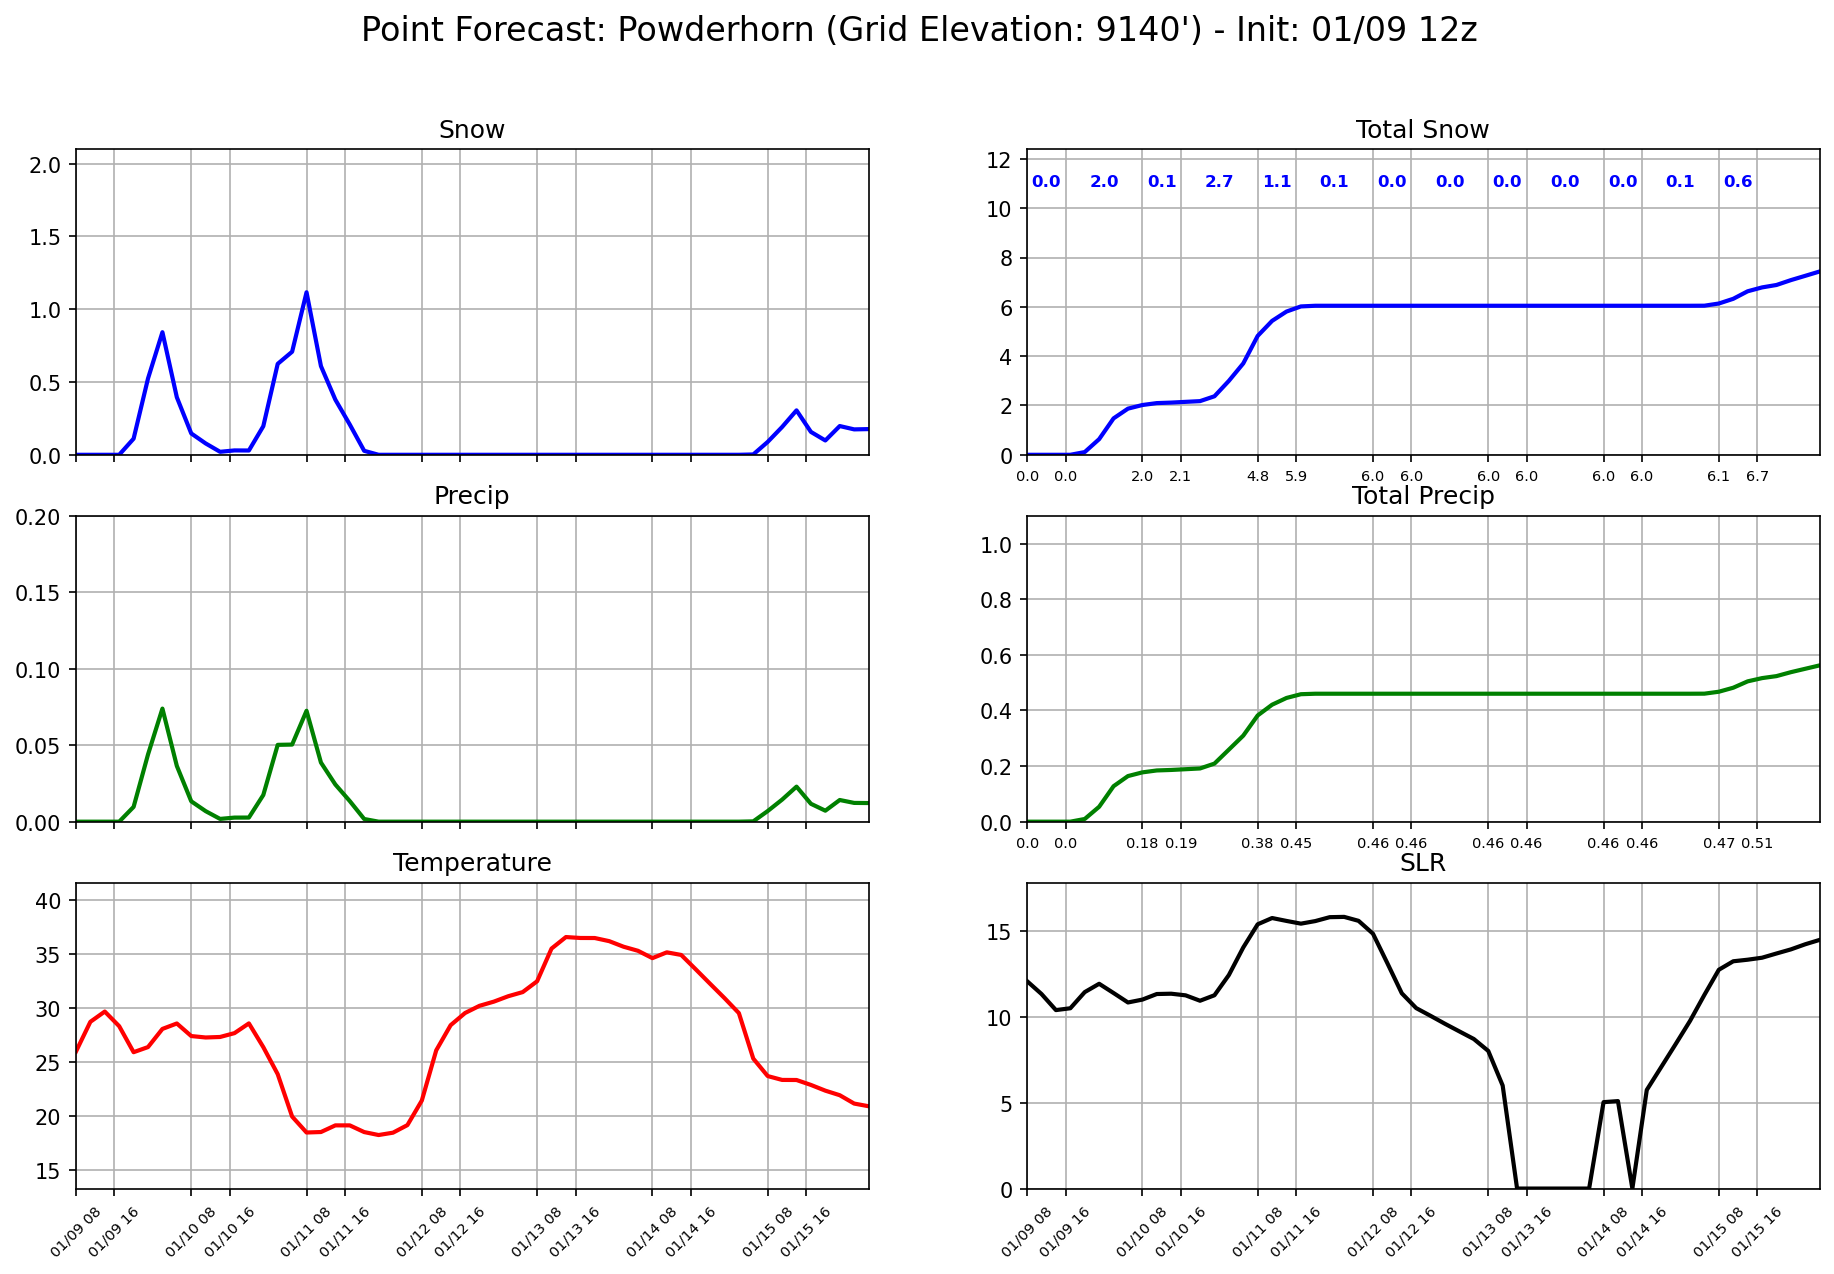 Point Forecast: Powderhorn (Grid Elevation: 9140') - Init: 01/09 12z
Snow
2.0
1.5
1.0
0.5
0.0
Total Snow
12
10
8
6
4
2
0
0.0 2.0 0.1 2.7 1.1 0.1 0.0 0.0 0.0 0.0 0.0 0.1 0.6
0.0 0.0 2.0 2.1 4.8 5.9 6.0 6.0 6.0 6.0 6.0 6.0 6.1 6.7
Precip
0.20
0.15
0.10
0.05
0.00
Total Precip
1.0
0.8
0.6
0.4
0.2
0.0
0.0 0.0 0.18 0.19 0.38 0.45 0.46 0.46 0.46 0.46 0.46 0.46 0.47 0.51
Temperature
40
35
30
25
20
15
01/09 08 01/09 16 01/10 08 01/10 16 01/11 08 01/11 16 01/12 08 01/12 16 01/13 08 01/13 16 01/14 08 01/14 16 01/15 08 01/15 16
SLR
15
10
5
0
01/09 08 01/09 16 01/10 08 01/10 16 01/11 08 01/11 16 01/12 08 01/12 16 01/13 08 01/13 16 01/14 08 01/14 16 01/15 08 01/15 16